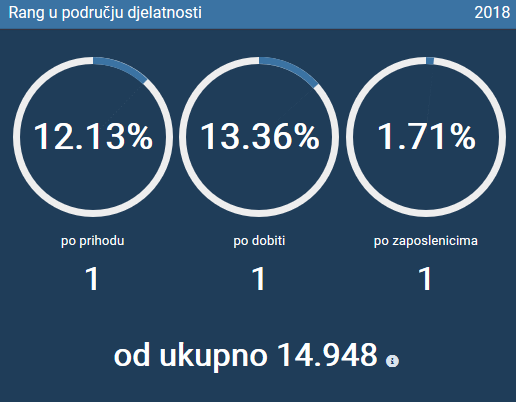 Rang u području djelatnosti 2018
12.13% 13.36% 1.71%
po prihodu po dobiti po zaposlenicima
1 1 1
od ukupno 14.948 i